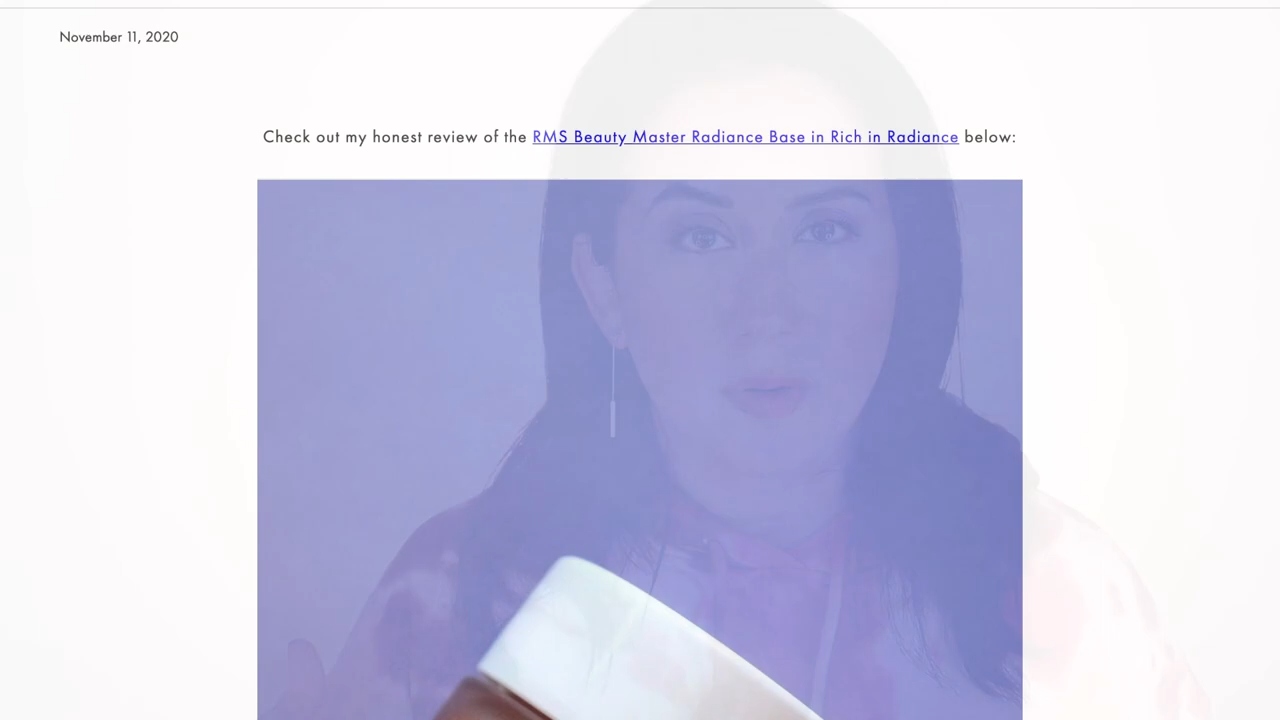 November 11, 2020
Check out my honest review of the RMS Beauty Master Radiance Base in Rich in Radiance below: